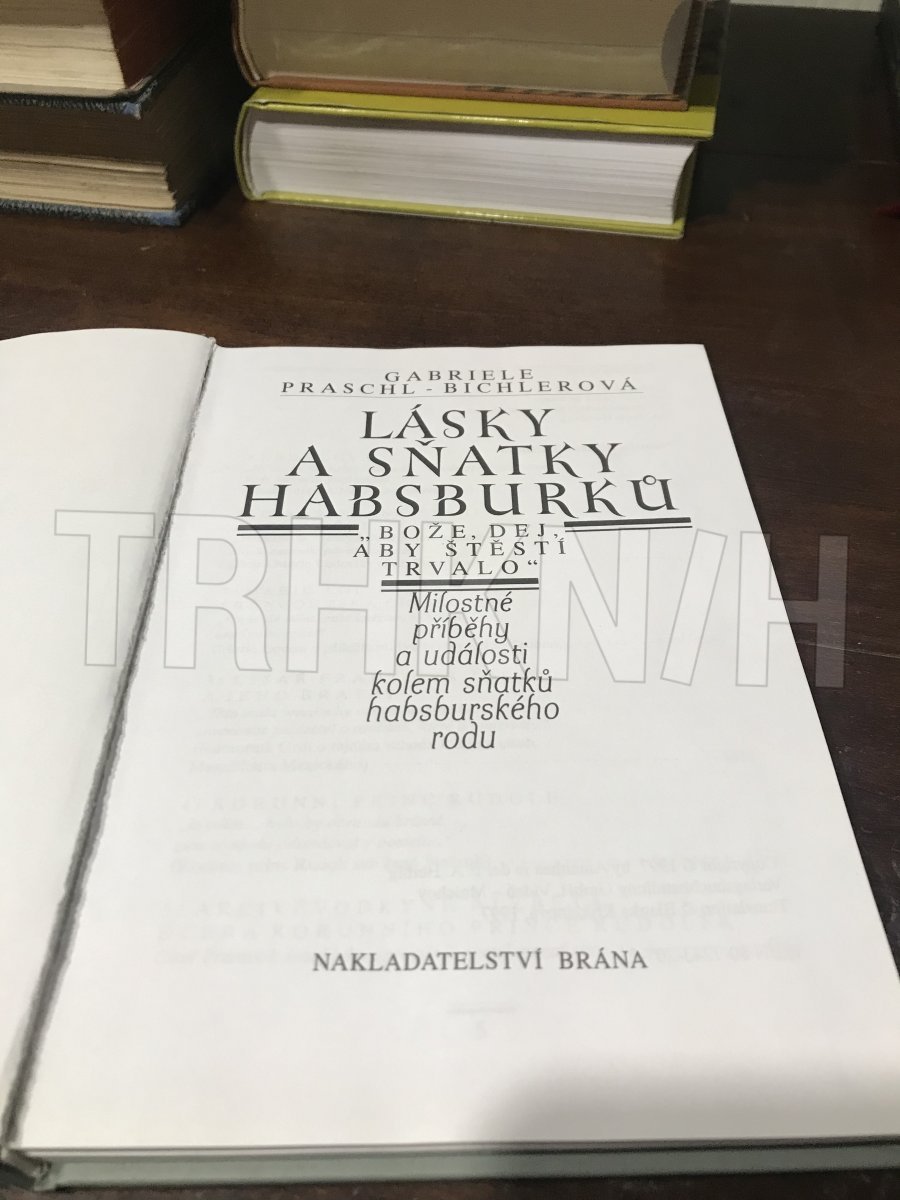 GABRIELE
PRASCHL - BICHLEROVÁ
LÁSKY
A SŇATKY
HABSBURKŮ
„BOŽE, DEJ,
ABY ŠTĚSTÍ
TRVALO“
Milostné
příběhy
a události
kolem sňatků
habsburského
rodu
NAKLADATELSTVÍ BRÁNA
TRHKNIH